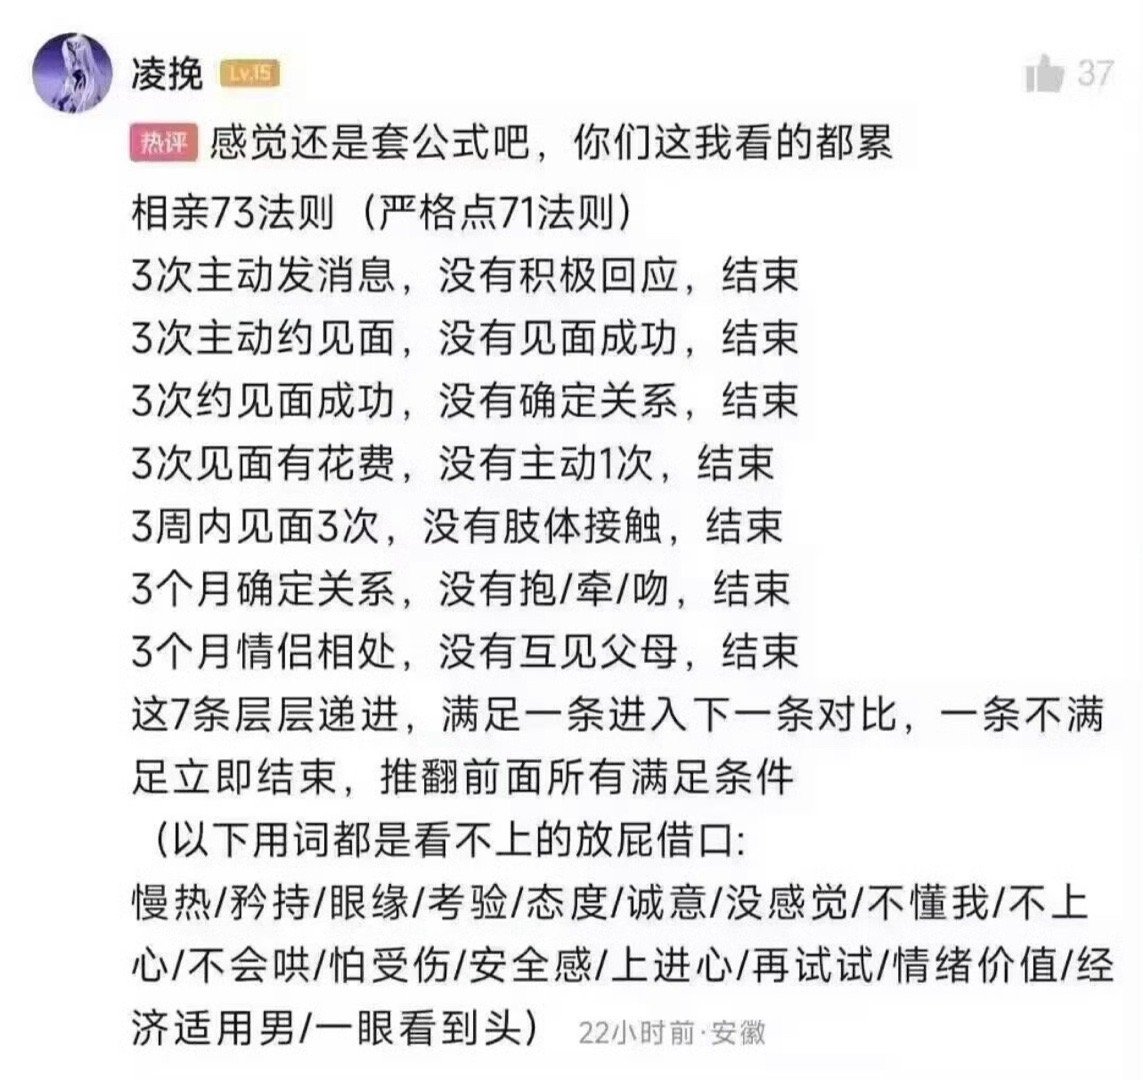 凌挽 Lv.15 37
热评 感觉还是套公式吧，你们这我看的都累
相亲73法则（严格点71法则）
3次主动发消息，没有积极回应，结束
3次主动约见面，没有见面成功，结束
3次约见面成功，没有确定关系，结束
3次见面有花费，没有主动1次，结束
3周内见面3次，没有肢体接触，结束
3个月确定关系，没有抱/牵/吻，结束
3个月情侣相处，没有互见父母，结束
这7条层层递进，满足一条进入下一条对比，一条不满
足立即结束，推翻前面所有满足条件
（以下用词都是看不上的放屁借口:
慢热/矜持/眼缘/考验/态度/诚意/没感觉/不懂我/不上
心/不会哄/怕受伤/安全感/上进心/再试试/情绪价值/经
济适用男/一眼看到头） 22小时前·安徽